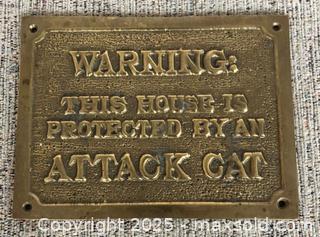 WARNING:
THIS HOUSE IS
PROTECTED BY AN
ATTACK CAT
Copyright 2025 - maxsold.com